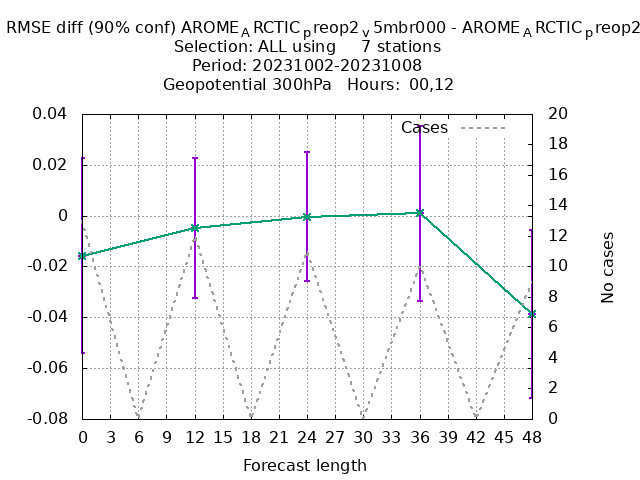 RMSE diff (90% conf) AROME_ARCTIC_preop2_v5mbr000 - AROME_ARCTIC_preop2
Selection: ALL using 7 stations
Period: 20231002-20231008
Geopotential 300hPa Hours: 00,12
Cases
0.04
0.02
0
-0.02
-0.04
-0.06
-0.08
20
18
16
14
12
10
8
6
4
2
0
No cases
0 3 6 9 12 15 18 21 24 27 30 33 36 39 42 45 48
Forecast length